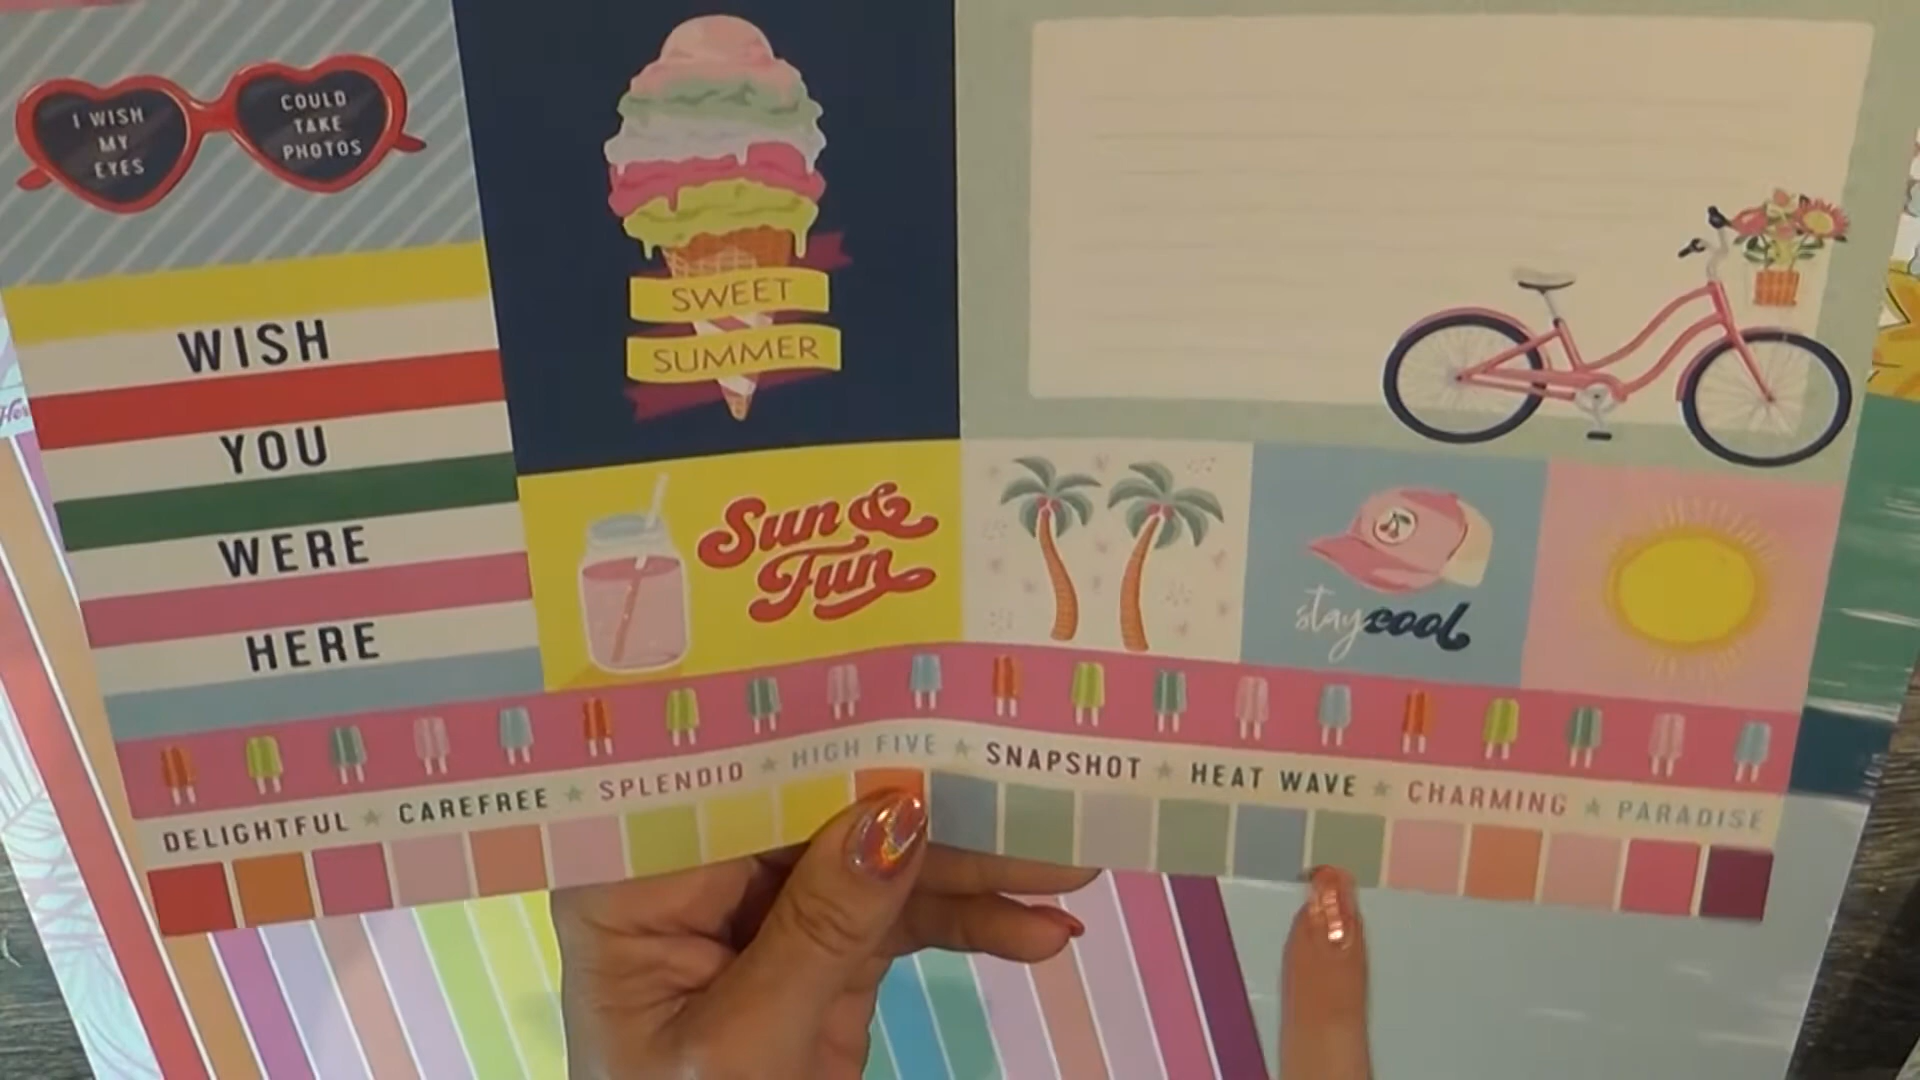 I WISH
MY
EYES
COULD
TAKE
PHOTOS
SWEET
SUMMER
WISH
YOU
WERE
HERE
Sun &
Fun
stay cool
DELIGHTFUL ★ CAREFREE ★ SPLENDID ★ HIGH FIVE ★ SNAPSHOT ★ HEAT WAVE ★ CHARMING ★ PARADISE